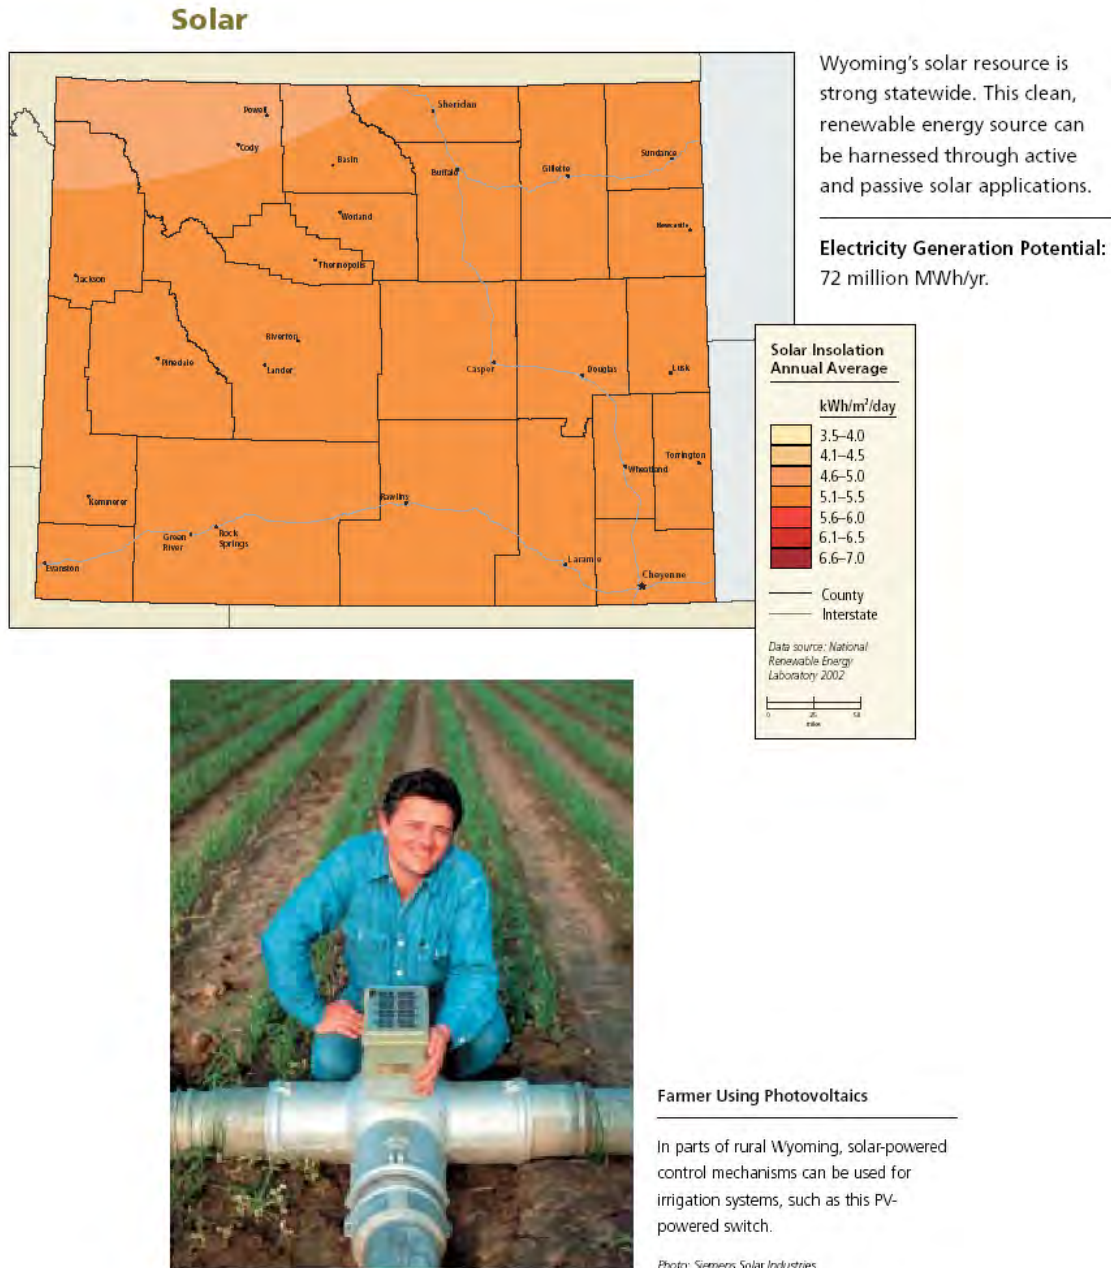 Solar
Wyoming's solar resource is
strong statewide. This clean,
renewable energy source can
be harnessed through active
and passive solar applications.
Electricity Generation Potential:
72 million MWh/yr.
Sheridan
Powell
Cody
Basin
Buffalo
Gillette
Sundance
Worland
Newcastle
Thermopolis
Jackson
Riverton
Pinedale
Lander
Casper
Douglas
Lusk
Torrington
Wheatland
Kemmerer
Rawlins
Green
River
Rock
Springs
Evanston
Laramie
Cheyenne
Solar Insolation
Annual Average
kWh/m²/day
3.5–4.0
4.1–4.5
4.6–5.0
5.1–5.5
5.6–6.0
6.1–6.5
6.6–7.0
County
Interstate
Data source: National
Renewable Energy
Laboratory 2002
0 25 50
miles
Farmer Using Photovoltaics
In parts of rural Wyoming, solar-powered
control mechanisms can be used for
irrigation systems, such as this PV-
powered switch.
Photo: Siemens Solar Industries